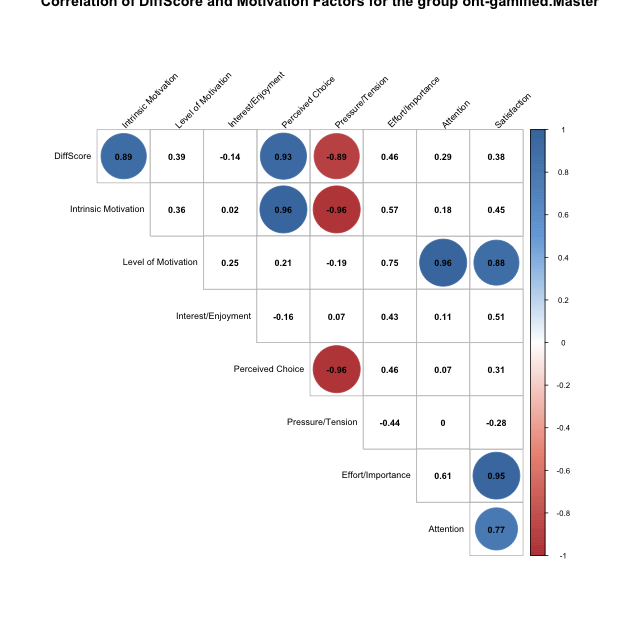 Correlation of DiffScore and Motivation Factors for the group ont-gamified.Master
Intrinsic Motivation
Level of Motivation
Interest/Enjoyment
Perceived Choice
Pressure/Tension
Effort/Importance
Attention
Satisfaction
DiffScore 0.89 0.39 -0.14 0.93 -0.89 0.46 0.29 0.38
Intrinsic Motivation 0.36 0.02 0.96 -0.96 0.57 0.18 0.45
Level of Motivation 0.25 0.21 -0.19 0.75 0.96 0.88
Interest/Enjoyment -0.16 0.07 0.43 0.11 0.51
Perceived Choice -0.96 0.46 0.07 0.31
Pressure/Tension -0.44 0 -0.28
Effort/Importance 0.61 0.95
Attention 0.77
1
0.8
0.6
0.4
0.2
0
-0.2
-0.4
-0.6
-0.8
-1